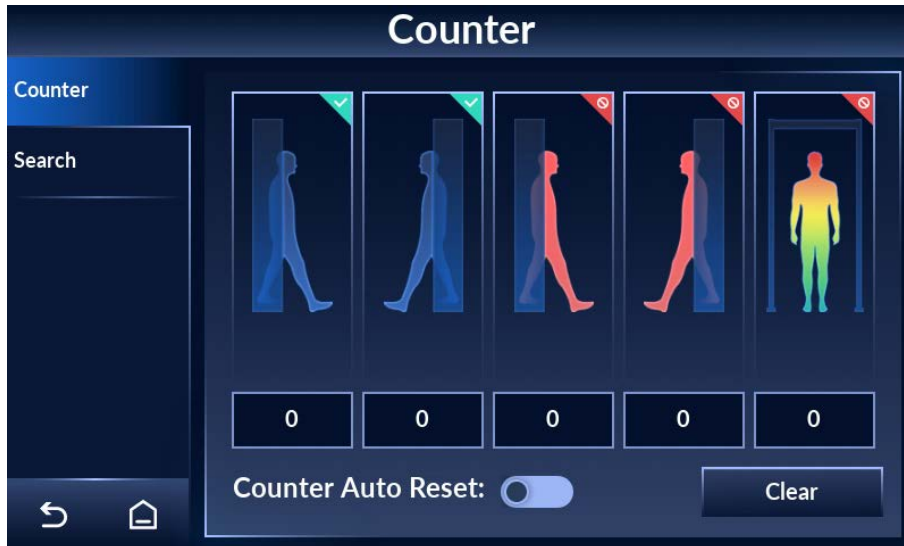 Counter
Counter
Search
0 0 0 0 0
Counter Auto Reset:
Clear